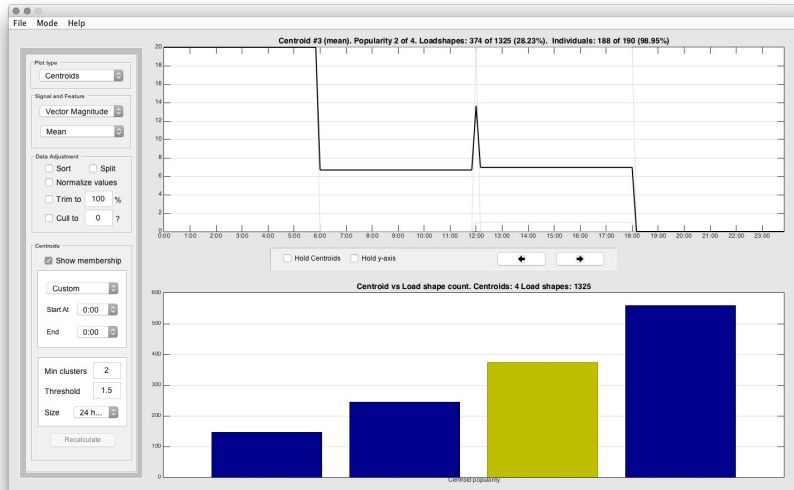 File Mode Help
Centroid #3 (mean). Popularity 2 of 4. Loadshapes: 374 of 1325 (28.23%). Individuals: 188 of 190 (98.95%)
Plot type
Centroids
Signal and Feature
Vector Magnitude
Mean
Data Adjustment
Sort Split
Normalize values
Trim to 100 %
Cull to 0 ?
Centroids
Show membership
Custom
Start At 0:00
End 0:00
Min clusters 2
Threshold 1.5
Size 24 h...
Recalculate
20
18
16
14
12
10
8
6
4
2
0
0:00 1:00 2:00 3:00 4:00 5:00 6:00 7:00 8:00 9:00 10:00 11:00 12:00 13:00 14:00 15:00 16:00 17:00 18:00 19:00 20:00 21:00 22:00 23:00
Hold Centroids Hold y-axis
Centroid vs Load shape count. Centroids: 4 Load shapes: 1325
600
500
400
300
200
100
0
Centroid popularity